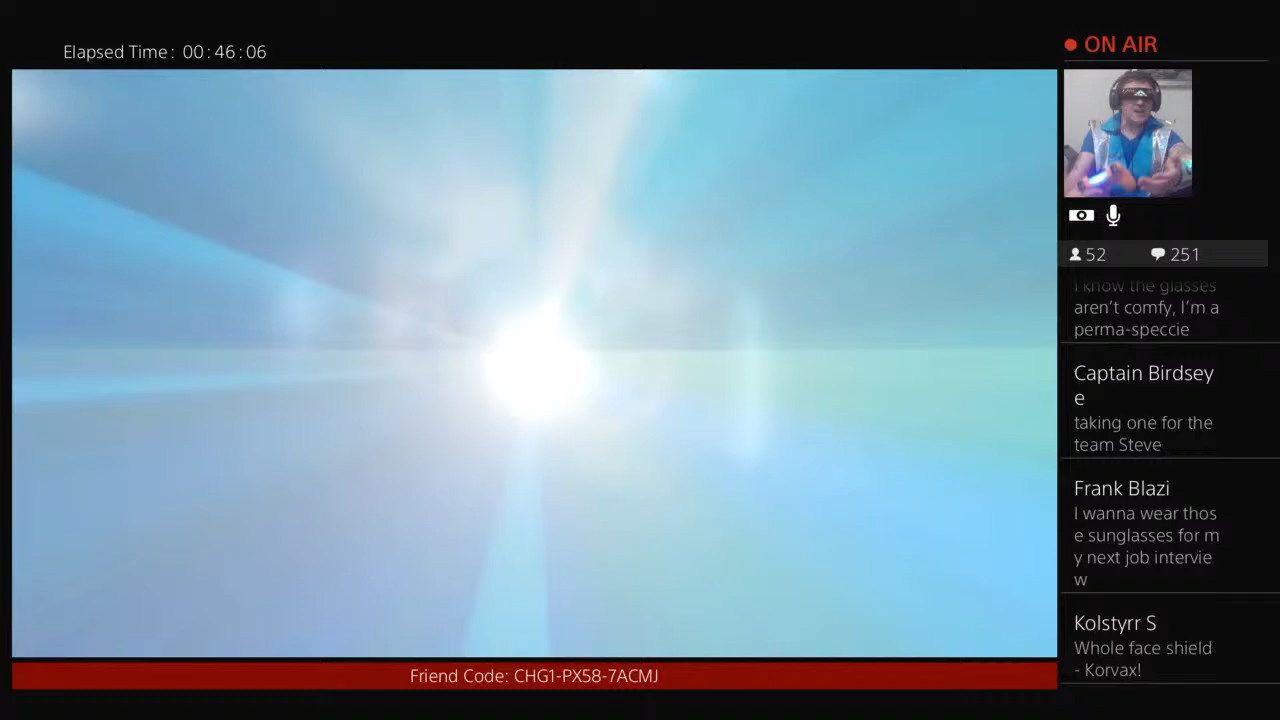 Elapsed Time: 00:46:06
ON AIR
52 251
I know the glasses
aren't comfy, I'm a
perma-speccie
Captain Birdsey
e
taking one for the
team Steve
Frank Blazi
I wanna wear thos
e sunglasses for m
y next job intervie
w
Kolstyrr S
Whole face shield
- Korvax!
Friend Code: CHG1-PX58-7ACMJ